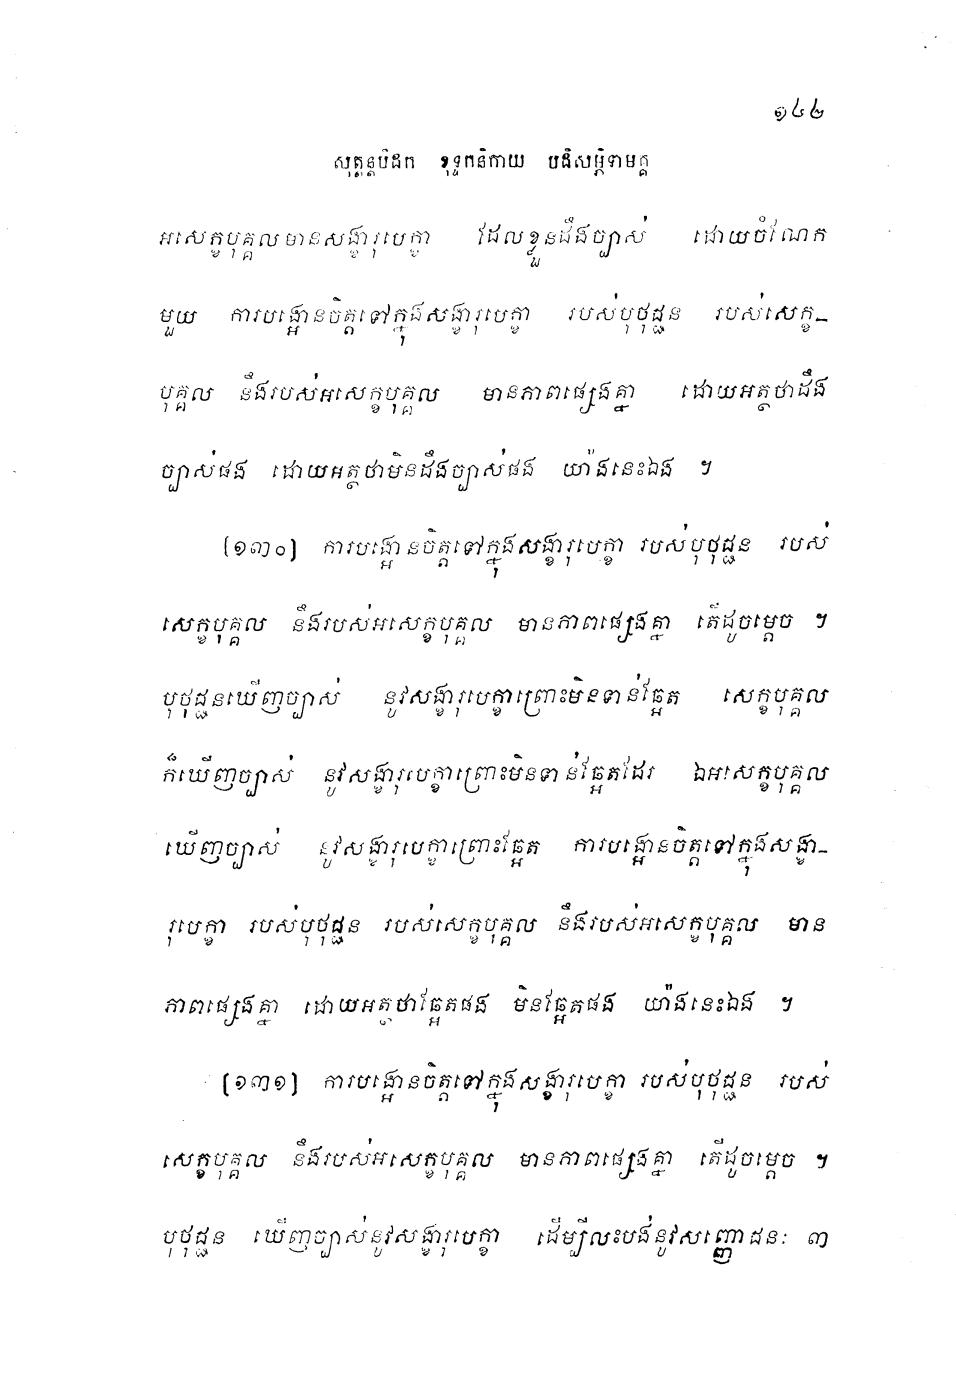 ១៤២
សុត្តន្តបិដក ខុទ្ទកនិកាយ បដិសម្ភិទាមគ្គ
អសេក្ខបុគ្គលមានសង្ខារុបេក្ខា ដែលខ្លួនដឹងច្បាស់ ដោយចំណែក
មួយ ការបង្អោនចិត្តទៅក្នុងសង្ខារុបេក្ខា របស់បុថុជ្ជន របស់សេក្ខ–
បុគ្គល នឹងរបស់អសេក្ខបុគ្គល មានភាពផ្សេងគ្នា ដោយអត្ថថាដឹង
ច្បាស់ផង ដោយអត្ថថាមិនដឹងច្បាស់ផង យ៉ាងនេះឯង ។
[១៣០] ការបង្អោនចិត្តទៅក្នុងសង្ខារុបេក្ខា របស់បុថុជ្ជន របស់
សេក្ខបុគ្គល នឹងរបស់អសេក្ខបុគ្គល មានភាពផ្សេងគ្នា តើដូចម្តេច ។
បុថុជ្ជនឃើញច្បាស់ នូវសង្ខារុបេក្ខាព្រោះមិនទាន់ឆ្អែត សេក្ខបុគ្គល
ក៏ឃើញច្បាស់ នូវសង្ខារុបេក្ខាព្រោះមិនទាន់ឆ្អែតដែរ ឯអសេក្ខបុគ្គល
ឃើញច្បាស់ នូវសង្ខារុបេក្ខាព្រោះឆ្អែត ការបង្អោនចិត្តទៅក្នុងសង្ខា–
រុបេក្ខា របស់បុថុជ្ជន របស់សេក្ខបុគ្គល នឹងរបស់អសេក្ខបុគ្គល មាន
ភាពផ្សេងគ្នា ដោយអត្ថថាឆ្អែតផង មិនឆ្អែតផង យ៉ាងនេះឯង ។
[១៣១] ការបង្អោនចិត្តទៅក្នុងសង្ខារុបេក្ខា របស់បុថុជ្ជន របស់
សេក្ខបុគ្គល នឹងរបស់អសេក្ខបុគ្គល មានភាពផ្សេងគ្នា តើដូចម្តេច ។
បុថុជ្ជន ឃើញច្បាស់នូវសង្ខារុបេក្ខា ដើម្បីលះបង់នូវសញ្ញោជនៈ ៣